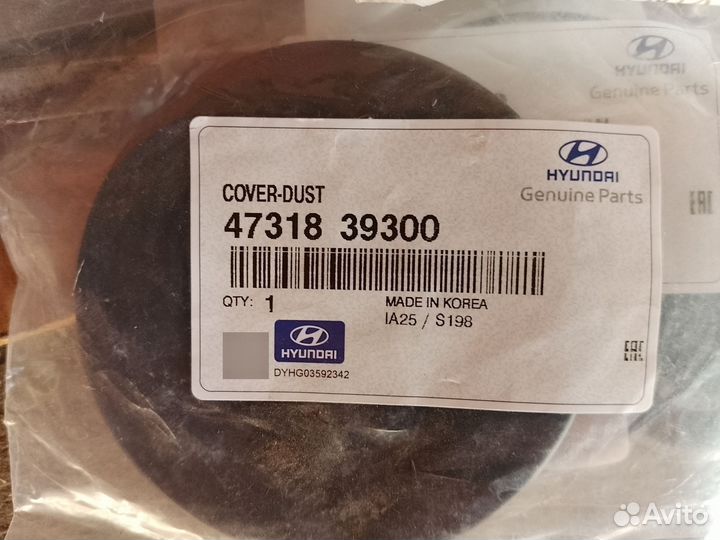 HYUNDAI
Genuine Parts
COVER-DUST
HYUNDAI
Genuine Parts
47318 39300
QTY: 1
MADE IN KOREA
IA25 / S198
HYUNDAI
DYHG03592342
EAC
EAC
Avito